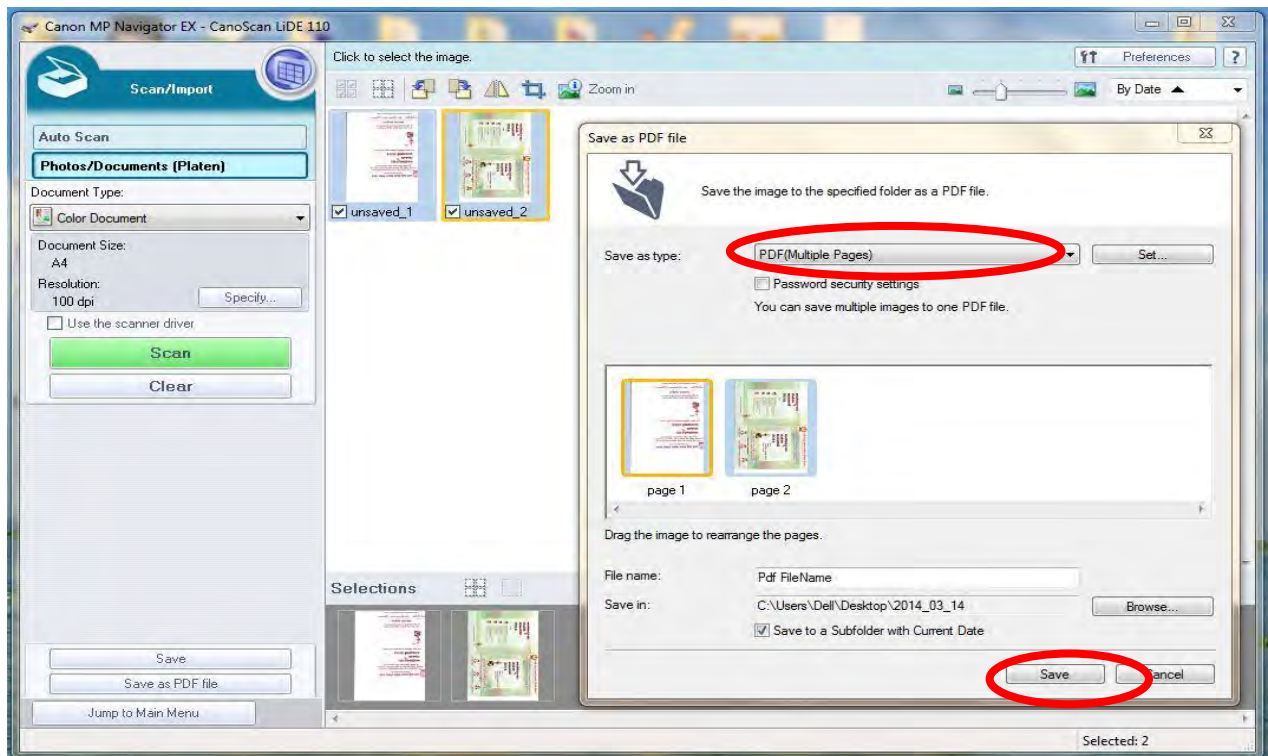 Canon MP Navigator EX - CanoScan LiDE 110
Scan/Import
Auto Scan
Photos/Documents (Platen)
Document Type:
Color Document
Document Size:
A4
Resolution:
100 dpi
Specify...
Use the scanner driver
Scan
Clear
Save
Save as PDF file
Jump to Main Menu
Click to select the image.
Preferences
?
Zoom in
By Date
unsaved_1
unsaved_2
Selections
Save as PDF file
Save the image to the specified folder as a PDF file.
Save as type:
PDF(Multiple Pages)
Set...
Password security settings
You can save multiple images to one PDF file.
page 1
page 2
Drag the image to rearrange the pages.
File name:
Pdf FileName
Save in:
C:\Users\Dell\Desktop\2014_03_14
Browse...
Save to a Subfolder with Current Date
Save
Cancel
Selected: 2